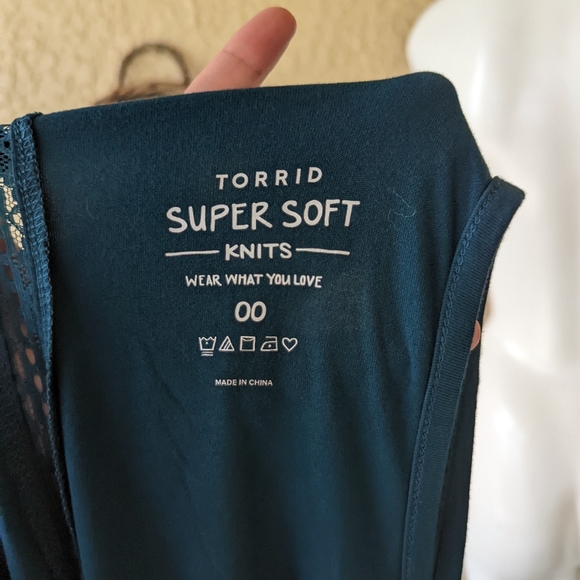 TORRID
SUPER SOFT
KNITS
WEAR WHAT YOU LOVE
00
MADE IN CHINA